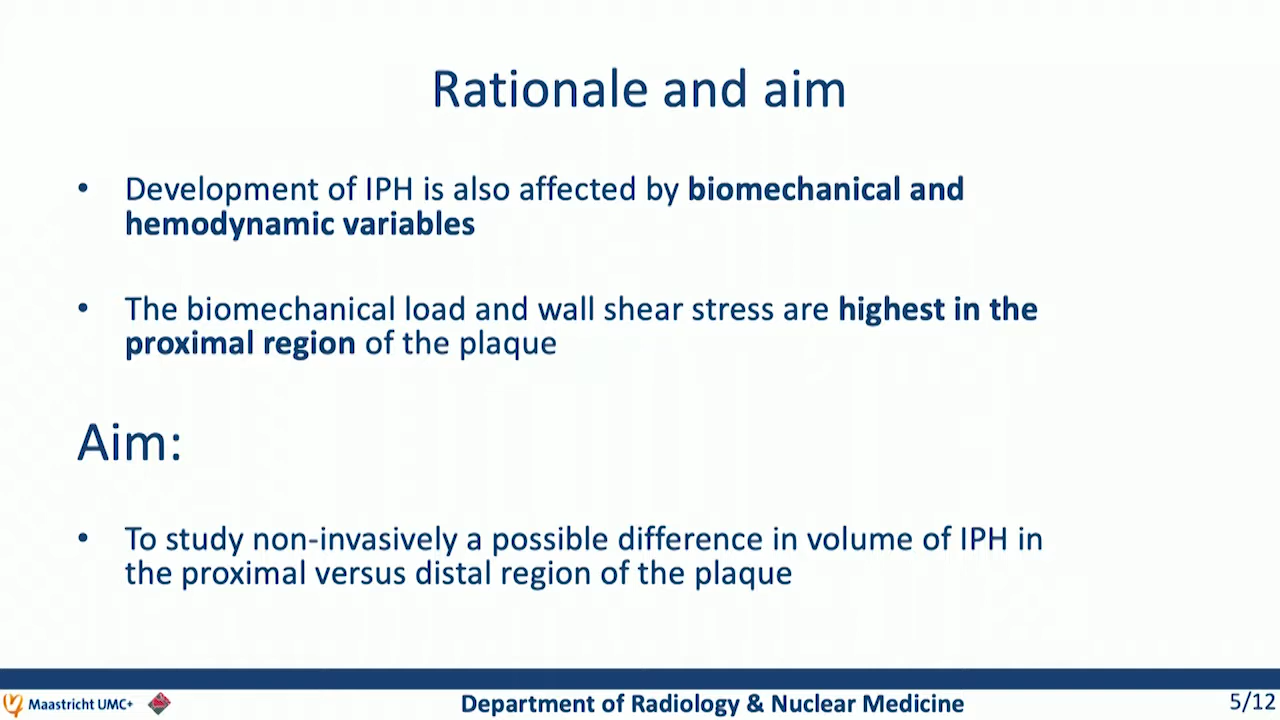 Rationale and aim
• Development of IPH is also affected by biomechanical and
hemodynamic variables
• The biomechanical load and wall shear stress are highest in the
proximal region of the plaque
Aim:
• To study non-invasively a possible difference in volume of IPH in
the proximal versus distal region of the plaque
Maastricht UMC+
Department of Radiology & Nuclear Medicine
5/12